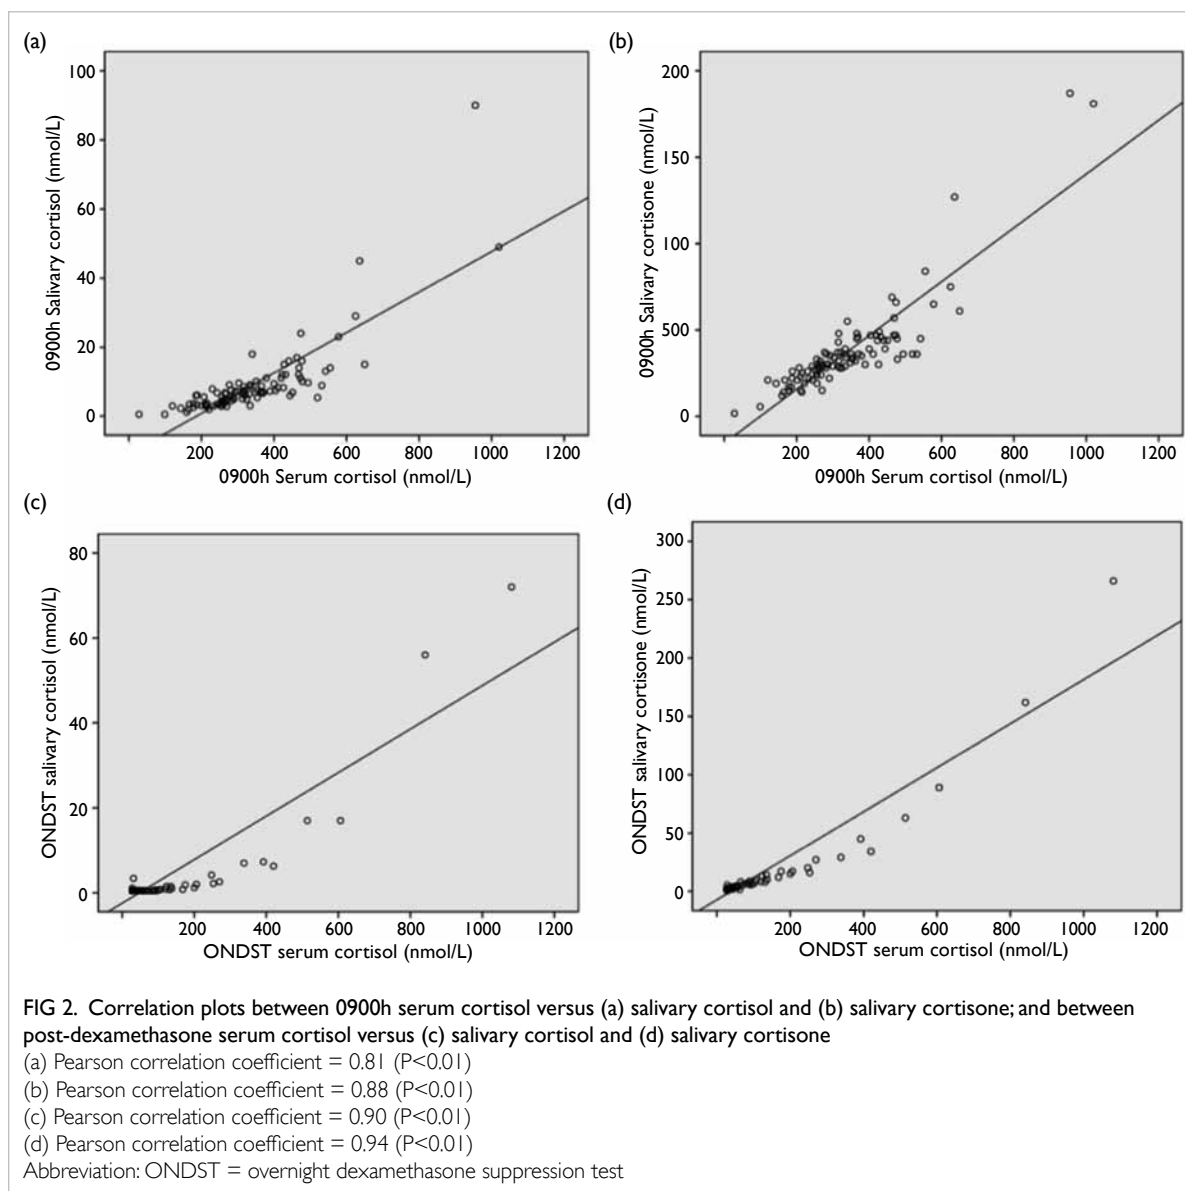 (a)
0900h Salivary cortisol (nmol/L)
100
80
60
40
20
0
200 400 600 800 1000 1200
0900h Serum cortisol (nmol/L)
(b)
0900h Salivary cortisone (nmol/L)
200
150
100
500
0
200 400 600 800 1000 1200
0900h Serum cortisol (nmol/L)
(c)
ONDST salivary cortisol (nmol/L)
80
60
40
20
0
200 400 600 800 1000 1200
ONDST serum cortisol (nmol/L)
(d)
ONDST salivary cortisone (nmol/L)
300
250
200
150
100
50
0
200 400 600 800 1000 1200
ONDST serum cortisol (nmol/L)
FIG 2. Correlation plots between 0900h serum cortisol versus (a) salivary cortisol and (b) salivary cortisone; and between
post-dexamethasone serum cortisol versus (c) salivary cortisol and (d) salivary cortisone
(a) Pearson correlation coefficient = 0.81 (P<0.01)
(b) Pearson correlation coefficient = 0.88 (P<0.01)
(c) Pearson correlation coefficient = 0.90 (P<0.01)
(d) Pearson correlation coefficient = 0.94 (P<0.01)
Abbreviation: ONDST = overnight dexamethasone suppression test